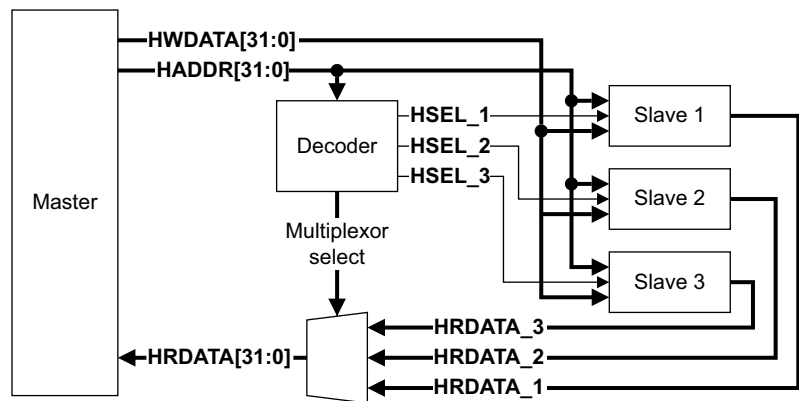 HWDATA[31:0]
HADDR[31:0]
Master
Decoder
HSEL_1
HSEL_2
HSEL_3
Slave 1
Slave 2
Slave 3
Multiplexor
select
HRDATA_3
HRDATA[31:0]
HRDATA_2
HRDATA_1